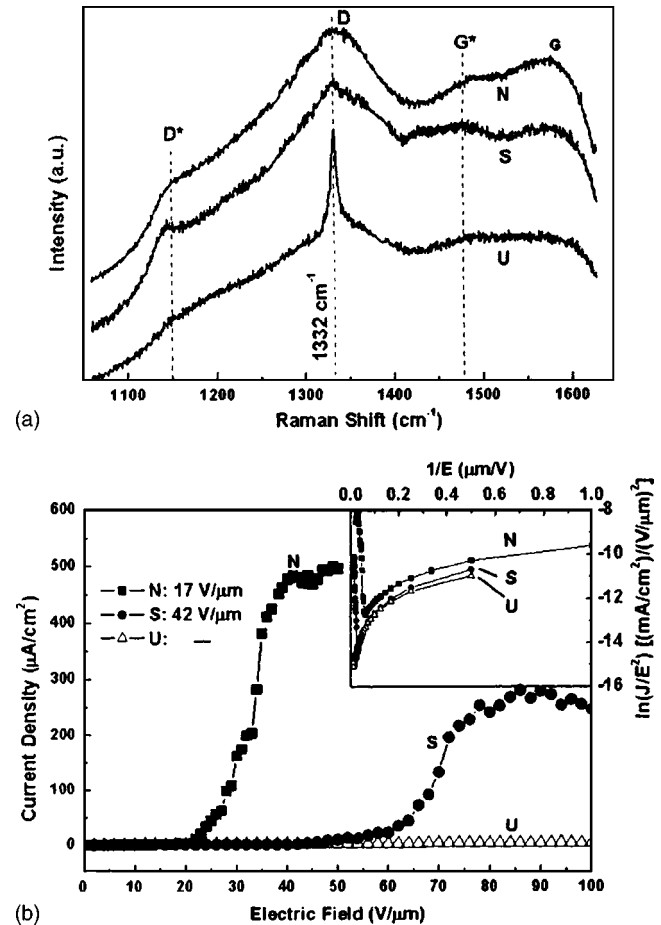 D
G*
G
D*
N
S
U
1332 cm⁻¹
Intensity (a.u.)
1100 1200 1300 1400 1500 1600
Raman Shift (cm⁻¹)
(a)
1/E (μm/V)
0.0 0.2 0.4 0.6 0.8 1.0
600
500
400
300
200
100
0
N
N: 17 V/μm
S: 42 V/μm
U: —
N
S
U
-8
-10
-12
-14
-16
ln(J/E²) [(mA/cm²)/(V/μm)²]
S
U
Current Density (μA/cm²)
0 10 20 30 40 50 60 70 80 90 100
Electric Field (V/μm)
(b)